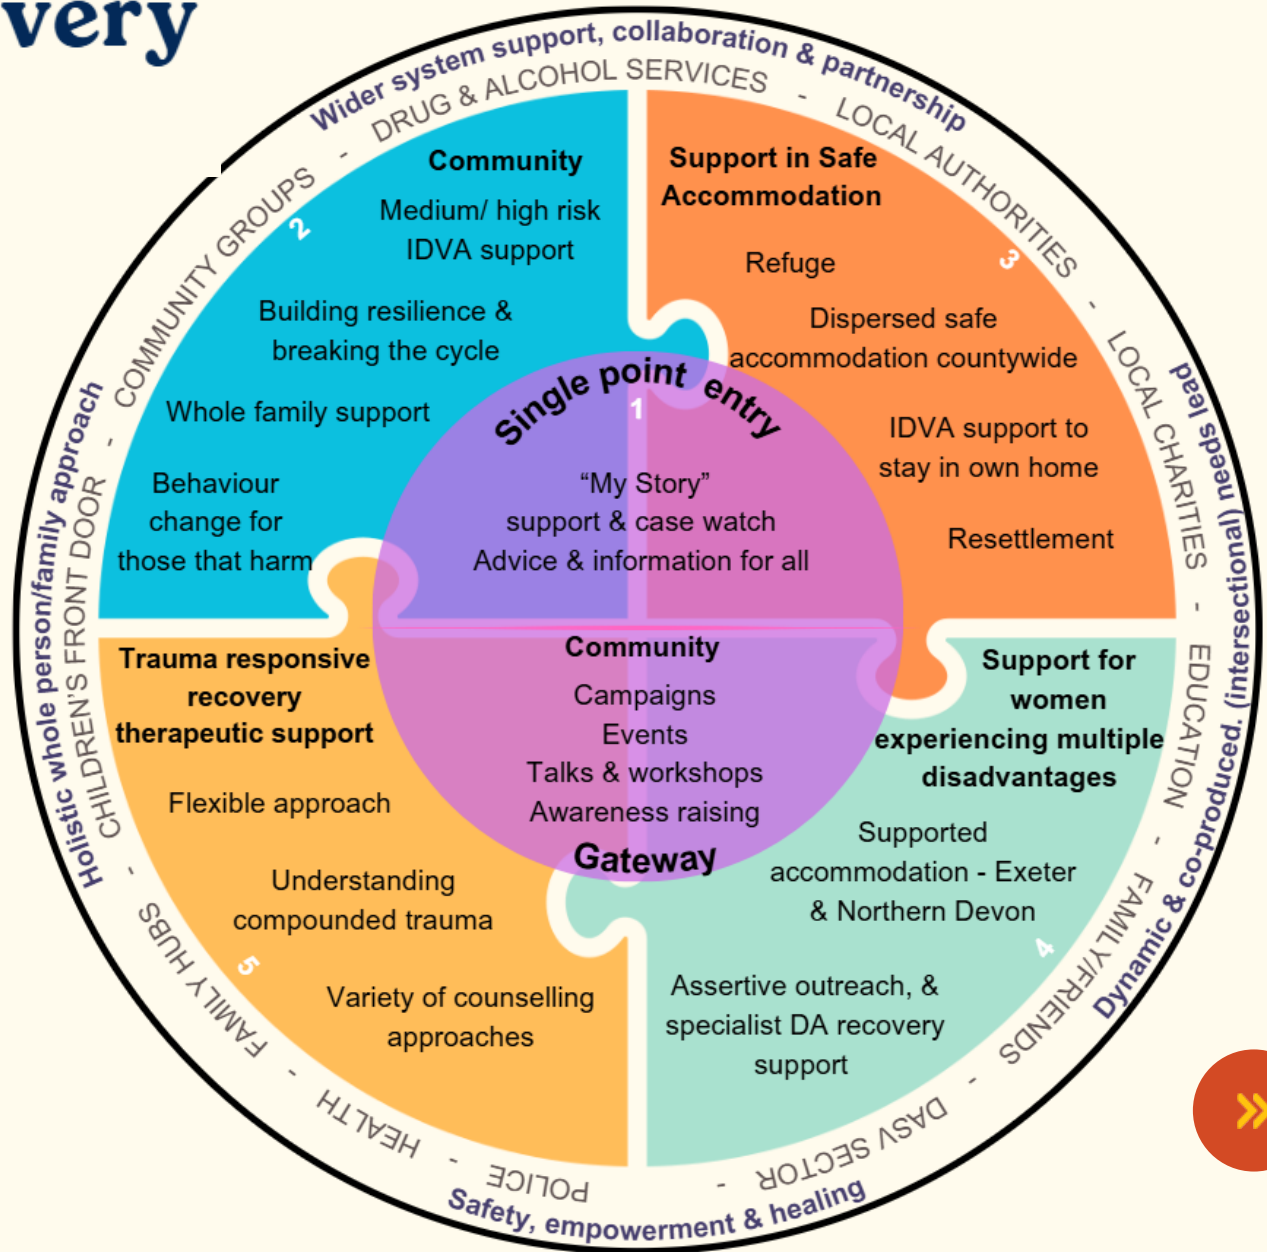 very
Wider system support, collaboration & partnership
COMMUNITY GROUPS - DRUG & ALCOHOL SERVICES - LOCAL AUTHORITIES - LOCAL CHARITIES - EDUCATION - FAMILY/FRIENDS - DASV SECTOR - POLICE - HEALTH - FAMILY HUBS - CHILDREN'S FRONT DOOR -
Dynamic & co-produced. (intersectional) needs lead
Safety, empowerment & healing
Holistic whole person/family approach
2
Community
Medium/ high risk
IDVA support
Building resilience &
breaking the cycle
Whole family support
Behaviour
change for
those that harm
3
Support in Safe
Accommodation
Refuge
Dispersed safe
accommodation countywide
IDVA support to
stay in own home
Resettlement
Single point entry
1
“My Story”
support & case watch
Advice & information for all
Community
Campaigns
Events
Talks & workshops
Awareness raising
Gateway
Trauma responsive
recovery
therapeutic support
Flexible approach
Understanding
compounded trauma
5
Variety of counselling
approaches
Support for
women
experiencing multiple
disadvantages
Supported
accommodation - Exeter
& Northern Devon
4
Assertive outreach, &
specialist DA recovery
support
»